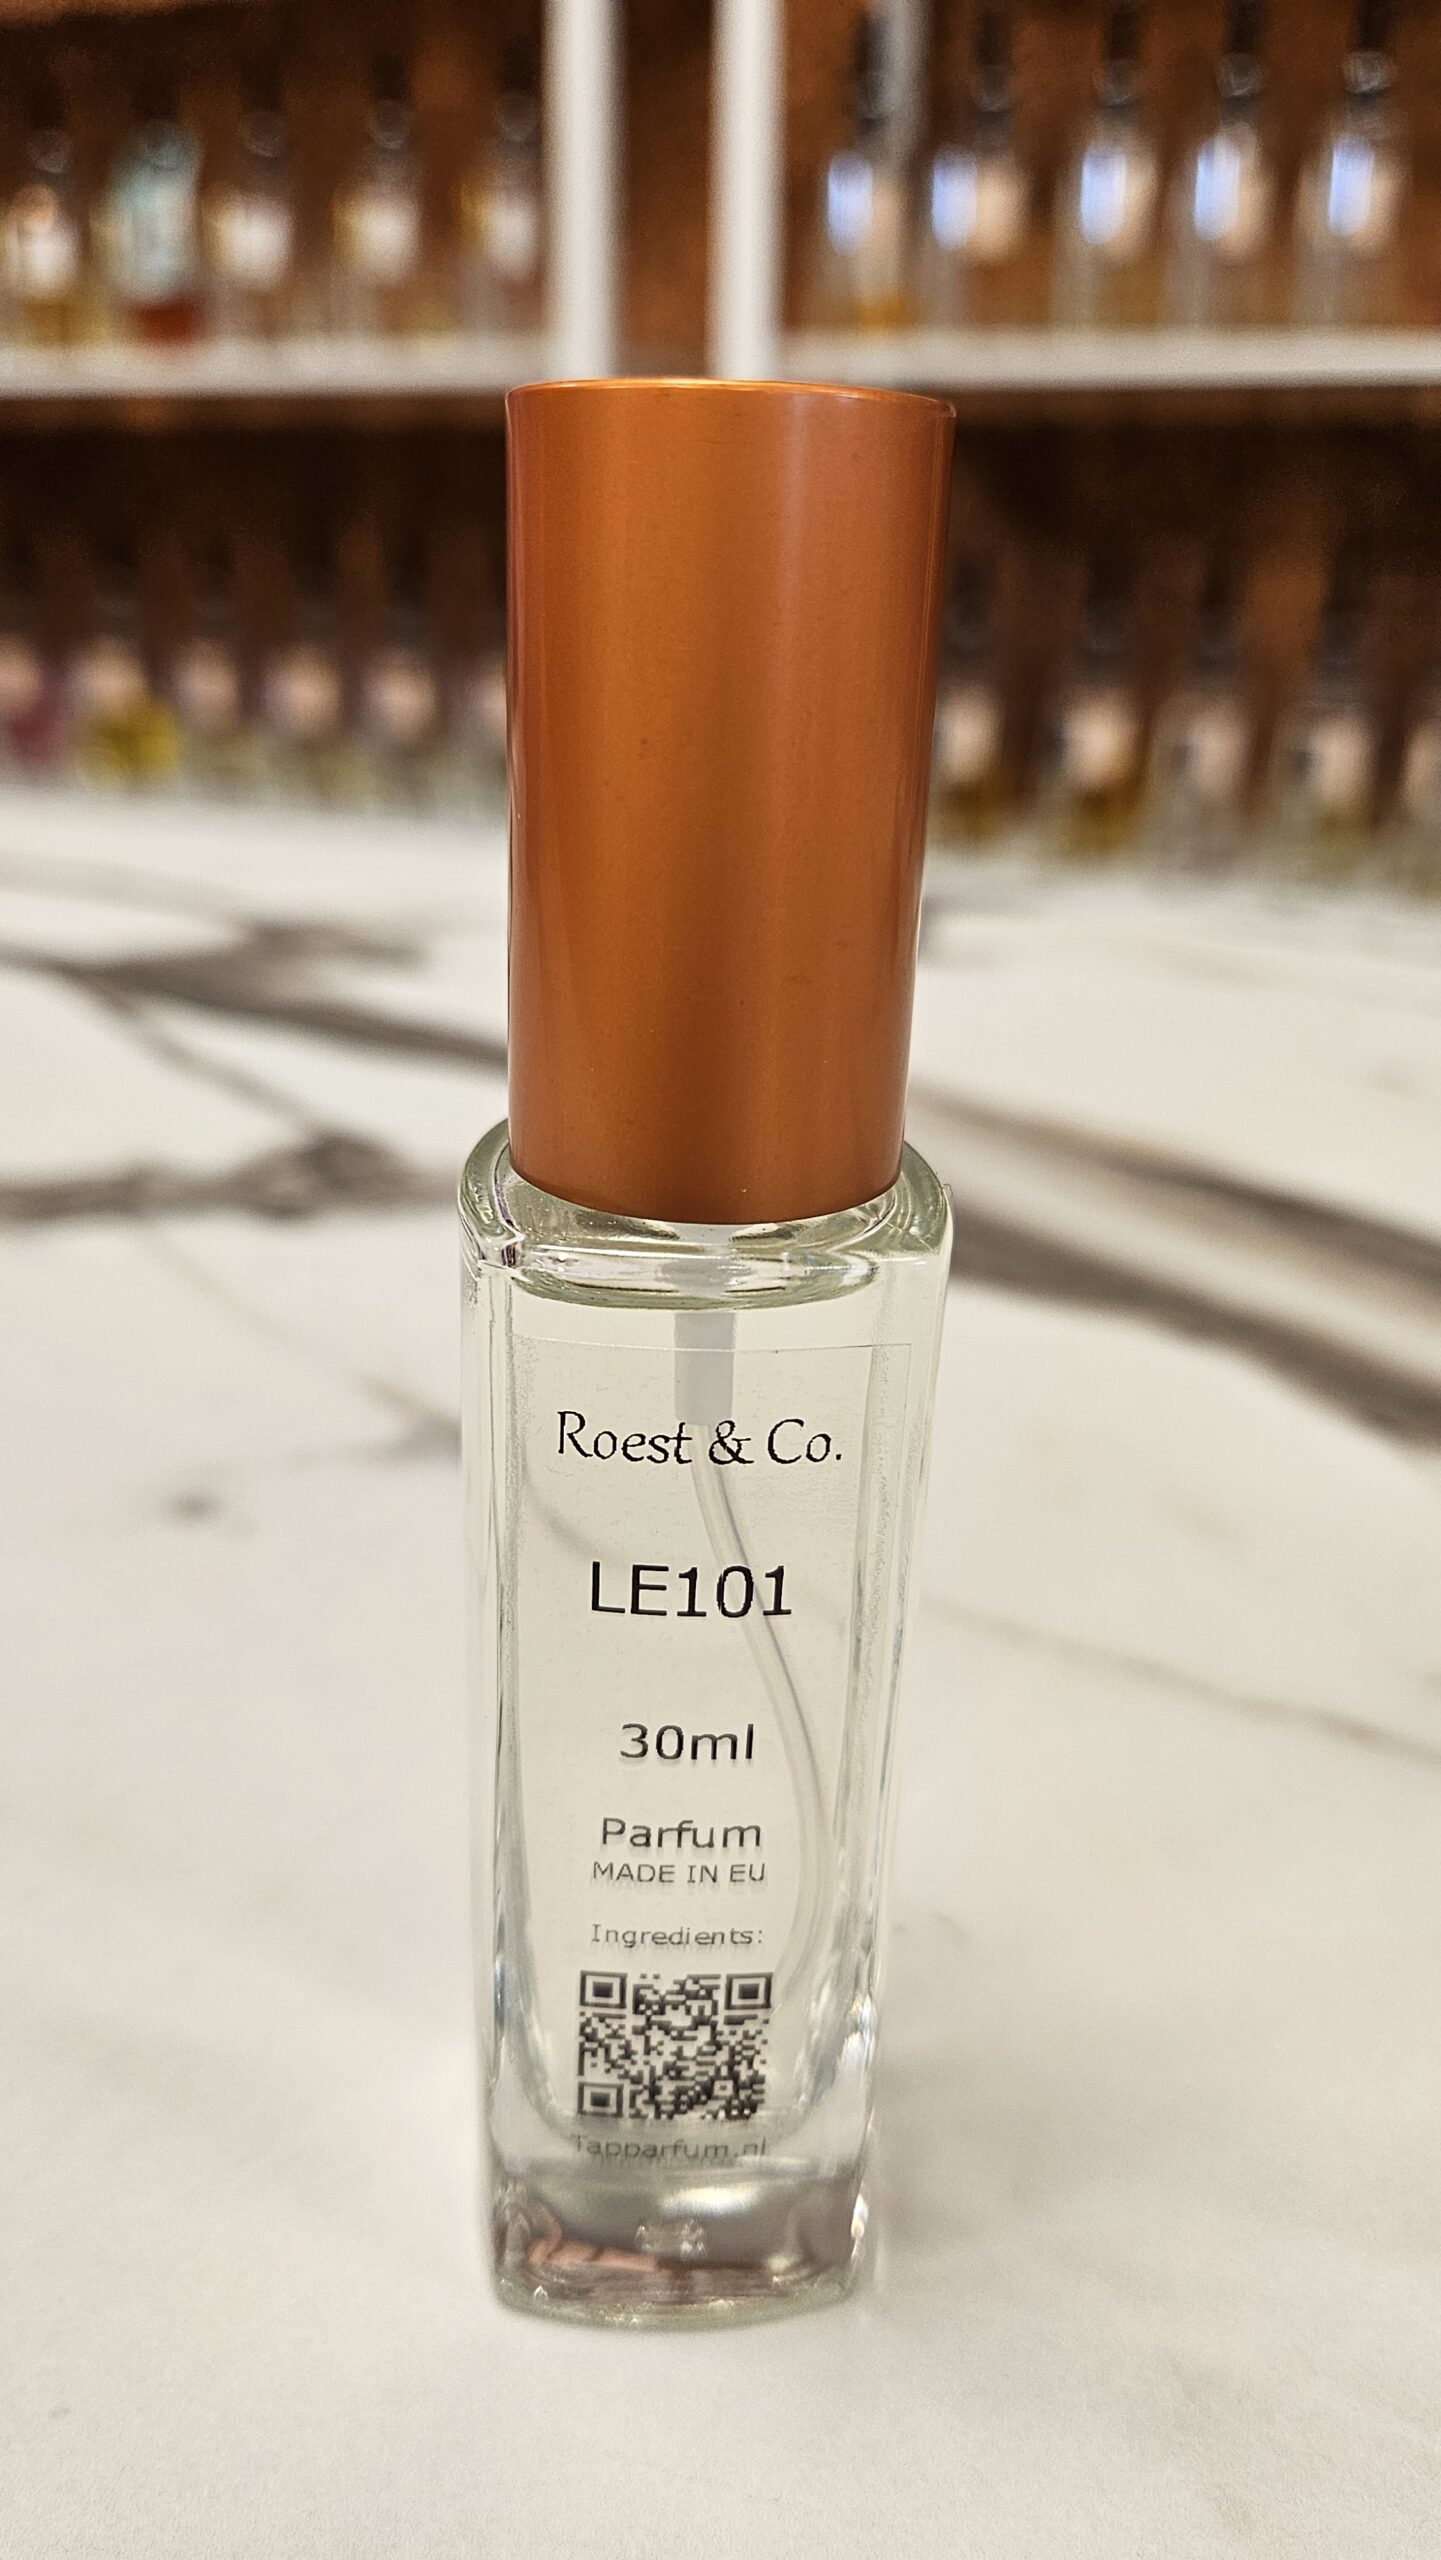 Roest & Co.
LE101
30ml
Parfum
MADE IN EU
Ingredients:
Tapparfum.nl